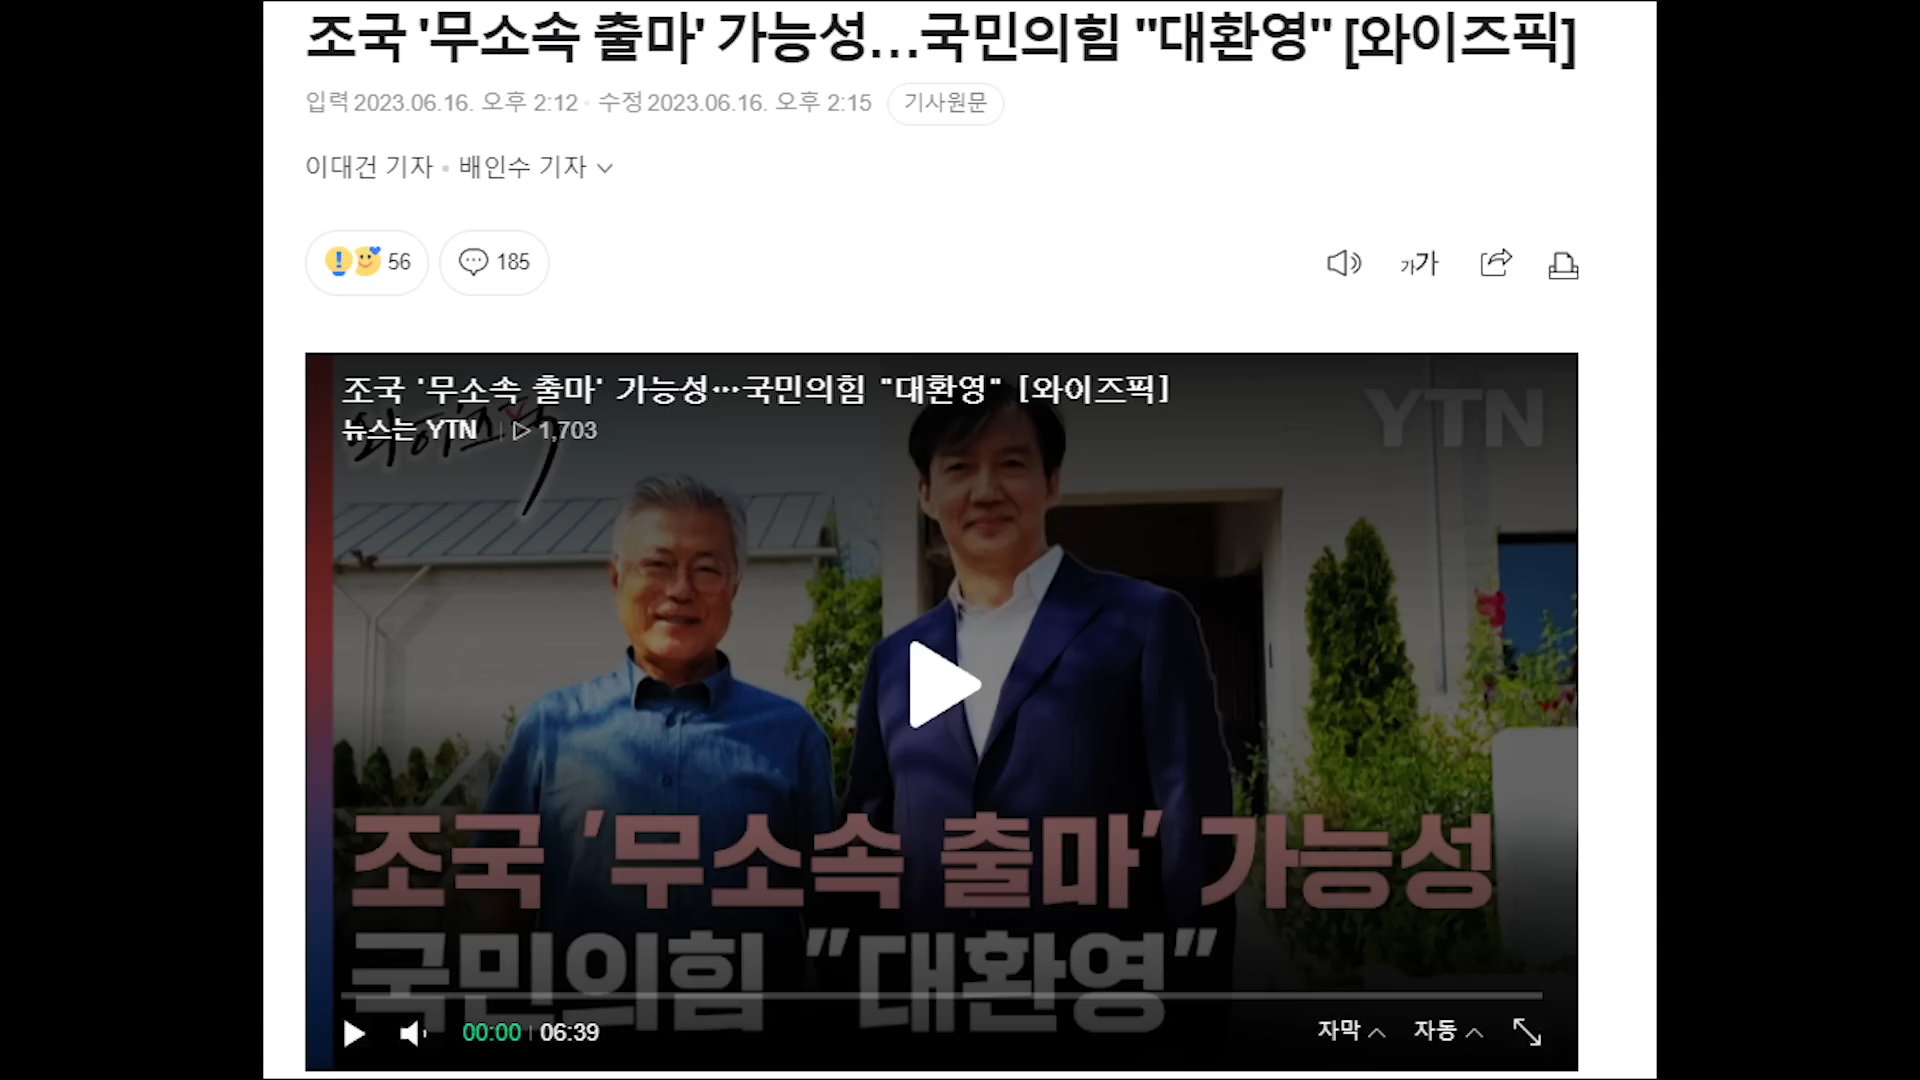 조국 '무소속 출마' 가능성…국민의힘 "대환영" [와이즈픽]
입력 2023.06.16. 오후 2:12 · 수정 2023.06.16. 오후 2:15 기사원문
이대건 기자 · 배인수 기자
56 185
가가
조국 '무소속 출마' 가능성…국민의힘 "대환영" [와이즈픽]
뉴스는 YTN 1,703
와이즈픽
YTN
조국 '무소속 출마' 가능성
국민의힘 "대환영"
00:00 06:39 자막 자동